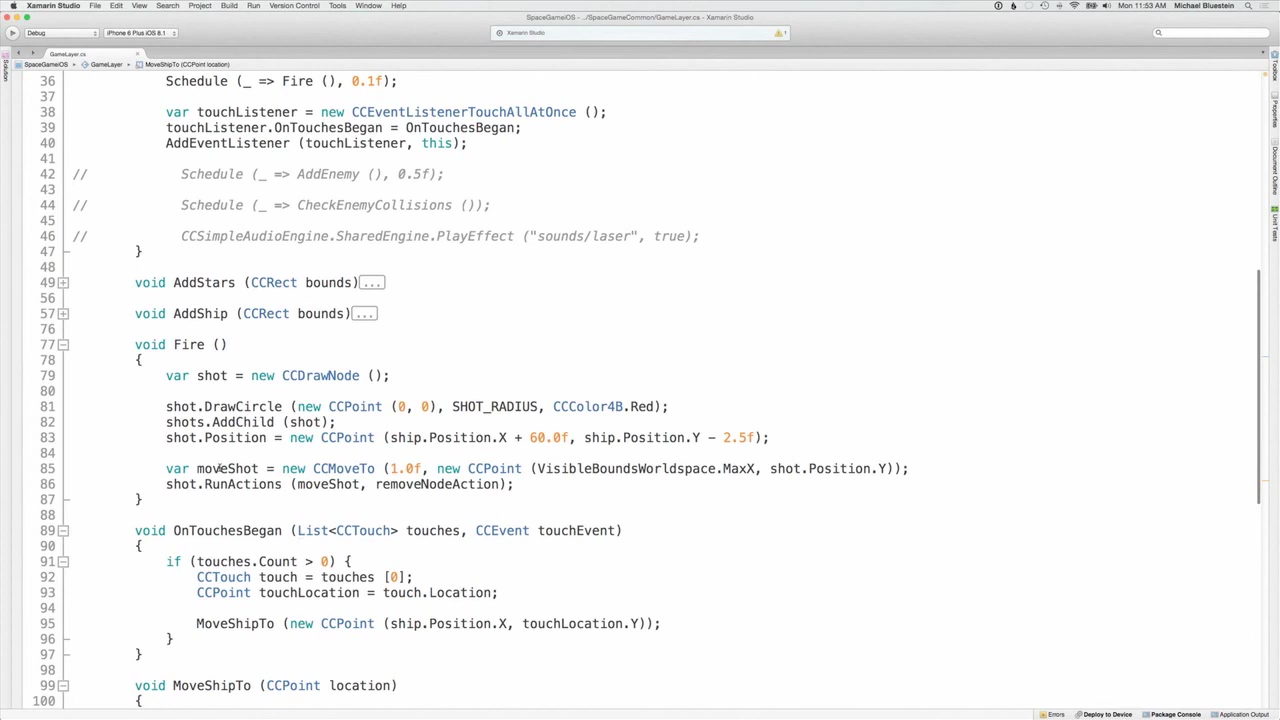 Xamarin Studio File Edit View Search Project Build Run Version Control Tools Window Help Mon 11:53 AM Michael Bluestein
SpaceGameiOS - ../SpaceGameCommon/GameLayer.cs - Xamarin Studio
Debug iPhone 6 Plus iOS 8.1 Xamarin Studio 1
GameLayer.cs
SpaceGameiOS GameLayer MoveShipTo (CCPoint location)
Solution
Toolbox
Properties
Document Outline
Unit Tests
36 Schedule (_ => Fire (), 0.1f);
37
38 var touchListener = new CCEventListenerTouchAllAtOnce ();
39 touchListener.OnTouchesBegan = OnTouchesBegan;
40 AddEventListener (touchListener, this);
41
42 // Schedule (_ => AddEnemy (), 0.5f);
43
44 // Schedule (_ => CheckEnemyCollisions ());
45
46 // CCSimpleAudioEngine.SharedEngine.PlayEffect ("sounds/laser", true);
47 }
48
49 void AddStars (CCRect bounds)...
56
57 void AddShip (CCRect bounds)...
76
77 void Fire ()
78 {
79 var shot = new CCDrawNode ();
80
81 shot.DrawCircle (new CCPoint (0, 0), SHOT_RADIUS, CCColor4B.Red);
82 shots.AddChild (shot);
83 shot.Position = new CCPoint (ship.Position.X + 60.0f, ship.Position.Y - 2.5f);
84
85 var moveShot = new CCMoveTo (1.0f, new CCPoint (VisibleBoundsWorldspace.MaxX, shot.Position.Y));
86 shot.RunActions (moveShot, removeNodeAction);
87 }
88
89 void OnTouchesBegan (List<CCTouch> touches, CCEvent touchEvent)
90 {
91 if (touches.Count > 0) {
92 CCTouch touch = touches [0];
93 CCPoint touchLocation = touch.Location;
94
95 MoveShipTo (new CCPoint (ship.Position.X, touchLocation.Y));
96 }
97 }
98
99 void MoveShipTo (CCPoint location)
100 {
Errors Deploy to Device Package Console Application Output